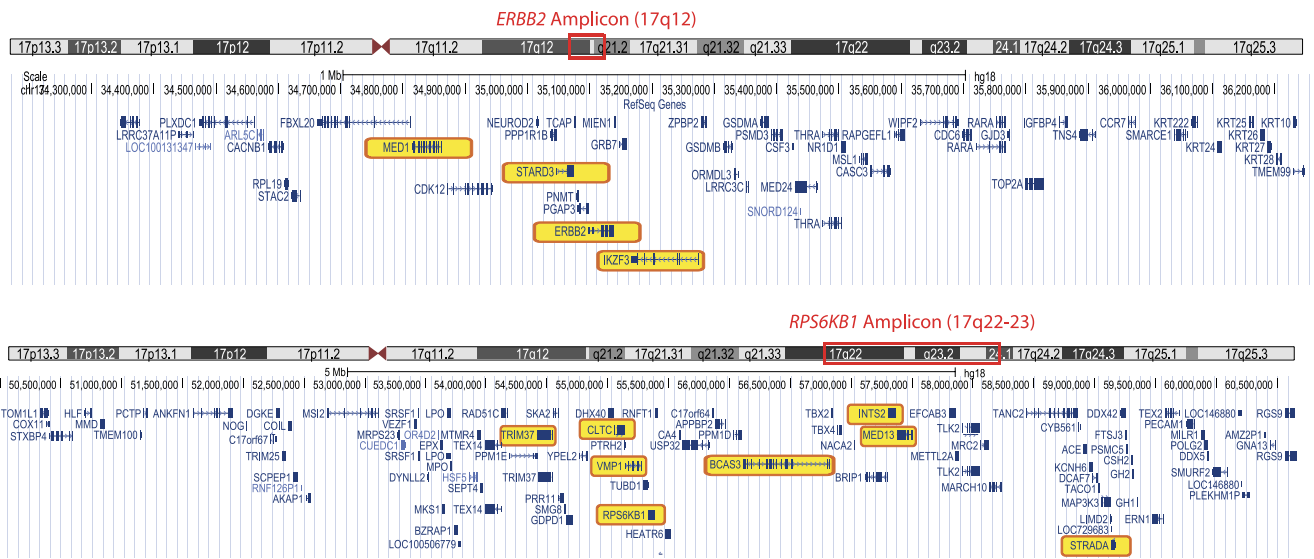 ERBB2 Amplicon (17q12)
17p13.3 17p13.2 17p13.1 17p12 17p11.2 17q11.2 17q12 q21.2 17q21.31 q21.32 q21.33 17q22 q23.2 24.1 17q24.2 17q24.3 17q25.1 17q25.3
Scale 1 Mb hg18
chr17: 34,300,000 34,400,000 34,500,000 34,600,000 34,700,000 34,800,000 34,900,000 35,000,000 35,100,000 35,200,000 35,300,000 35,400,000 35,500,000 35,600,000 35,700,000 35,800,000 35,900,000 36,000,000 36,100,000 36,200,000
RefSeq Genes
PLXDC1 FBXL20 NEUROD2 TCAP MIEN1 ZPBP2 GSDMA WIPF2 RARA IGFBP4 CCR7 KRT222 KRT25 KRT10
LRRC37A11P ARL5C PPP1R1B PSMD3 THRA RAPGEFL1 CDC6 GJD3 TNS4 SMARCE1 KRT26
LOC100131347 CACNB1 MED1 GRB7 GSDMB CSF3 NR1D1 RARA KRT24 KRT27
MSL1 KRT28
STARD3 ORMDL3 CASC3 TMEM99
RPL19 CDK12 LRRC3C MED24 TOP2A
STAC2 PNMT
PGAP3 SNORD124
THRA
ERBB2
IKZF3
RPS6KB1 Amplicon (17q22-23)
17p13.3 17p13.2 17p13.1 17p12 17p11.2 17q11.2 17q12 q21.2 17q21.31 q21.32 q21.33 17q22 q23.2 24.1 17q24.2 17q24.3 17q25.1 17q25.3
5 Mb hg18
50,500,000 51,000,000 51,500,000 52,000,000 52,500,000 53,000,000 53,500,000 54,000,000 54,500,000 55,000,000 55,500,000 56,000,000 56,500,000 57,000,000 57,500,000 58,000,000 58,500,000 59,000,000 59,500,000 60,000,000 60,500,000
TOM1L1 HLF PCTP ANKFN1 DGKE MSI2 SRSF1 LPO RAD51C SKA2 DHX40 RNFT1 C17orf64 TBX2 INTS2 EFCAB3 TANC2 DDX42 TEX2 LOC146880 RGS9
COX11 MMD NOG COIL VEZF1 CLTC APPBP2 TBX4 TLK2 CYB561 PECAM1
STXBP4 TMEM100 C17orf67 MRPS23 OR4D2 MTMR4 TRIM37 CA4 PPM1D MED13 FTSJ3 MILR1 AMZ2P1
CUEDC1 EPX TEX14 PTRH2 USP32 NACA2 MRC2 ACE PSMC5 POLG2 GNA13
TRIM25 SRSF1 LPO PPM1E YPEL2 METTL2A CSH2 DDX5 RGS9
MPO VMP1 BCAS3 TLK2 KCNH6 GH2 SMURF2
SCPEP1 DYNLL2 HSF5 TRIM37 BRIP1 DCAF7 LOC146880
RNF126P1 SEPT4 TUBD1 MARCH10 TACO1 PLEKHM1P
AKAP1 PRR11 MAP3K3 GH1
MKS1 TEX14 SMG8 RPS6KB1
GDPD1 LIMD2 ERN1
BZRAP1 HEATR6 LOC729683
LOC100506779 STRADA